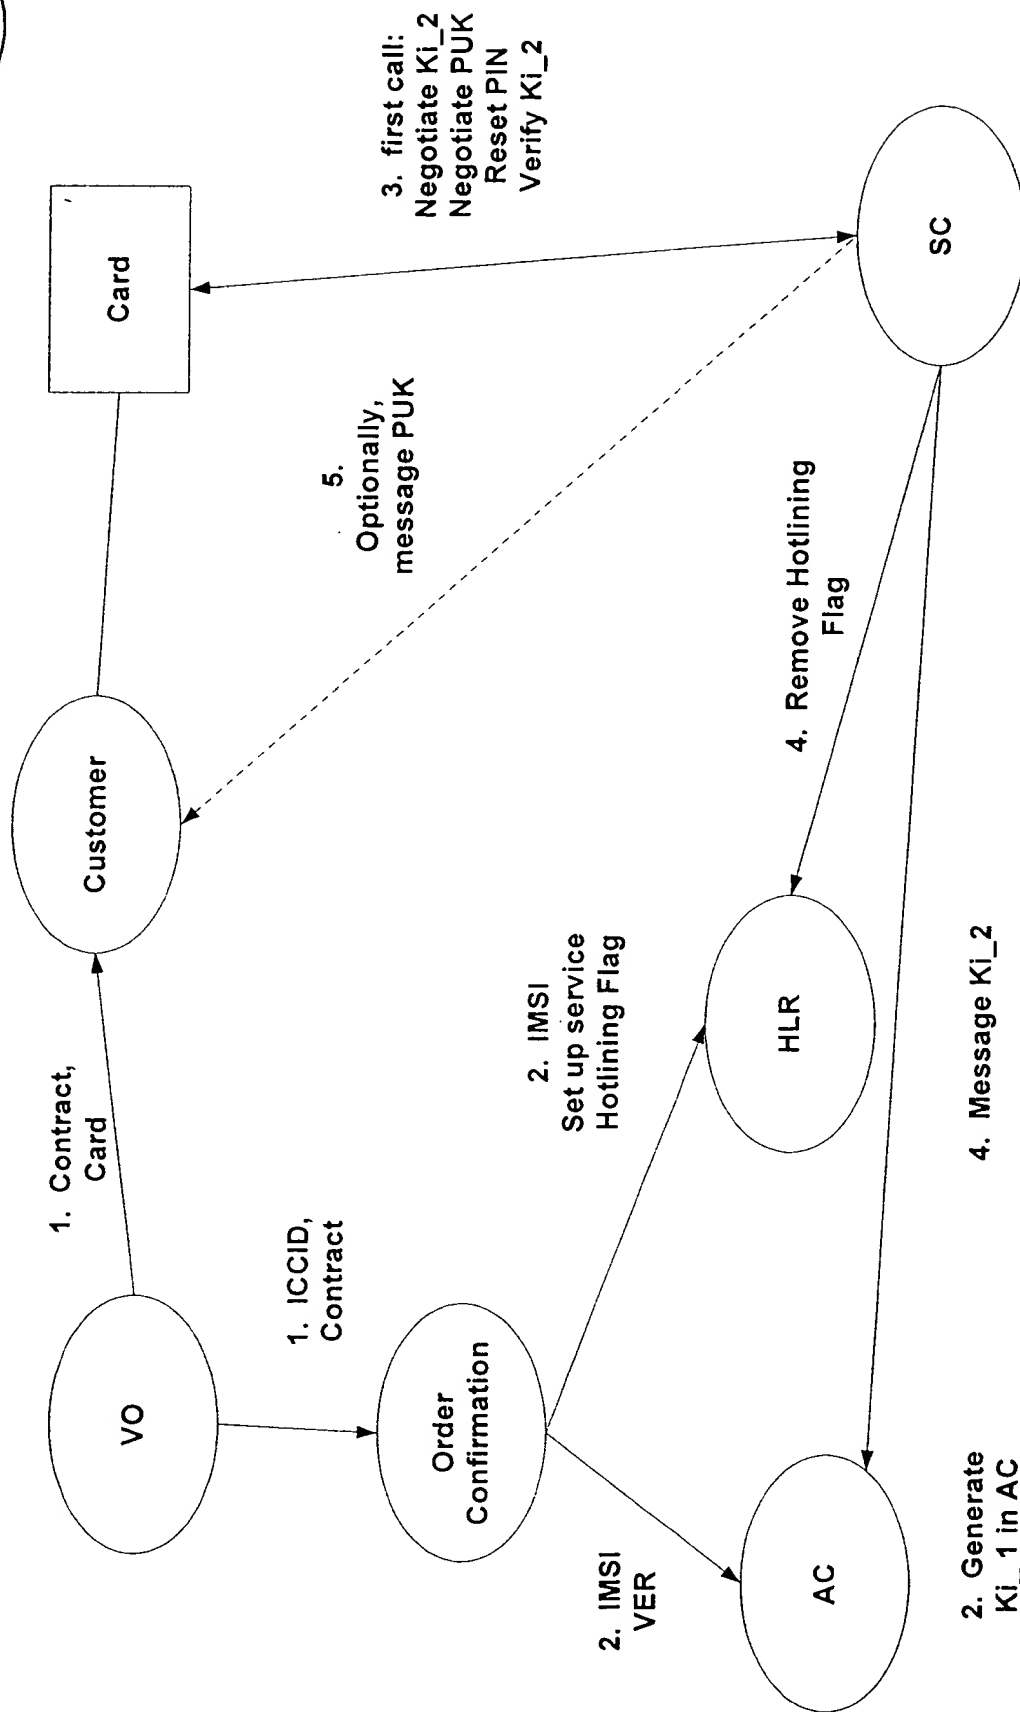 VO
1. Contract,
Card
Customer
Card
1. ICCID,
Contract
5.
Optionally,
message PUK
3. first call:
Negotiate Ki_2
Negotiate PUK
Reset PIN
Verify Ki_2
Order
Confirmation
2. IMSI
Set up service
Hotlining Flag
4. Remove Hotlining
Flag
2. IMSI
VER
AC
HLR
SC
2. Generate
Ki_ 1 in AC
4. Message Ki_2